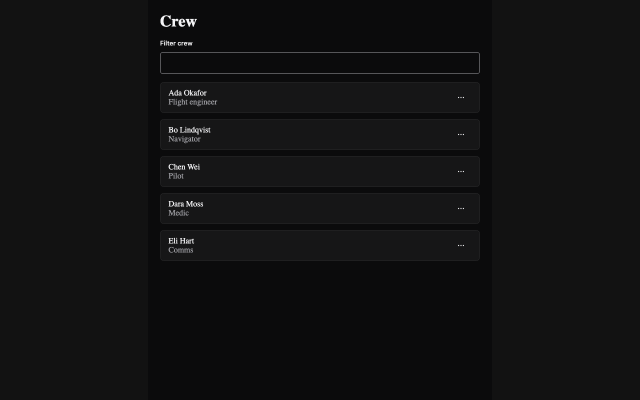 Crew
Filter crew
Ada Okafor
...
Flight engineer
Bo Lindqvist
...
Navigator
Chen Wei
...
Pilot
Dara Moss
...
Medic
Eli Hart
...
Comms